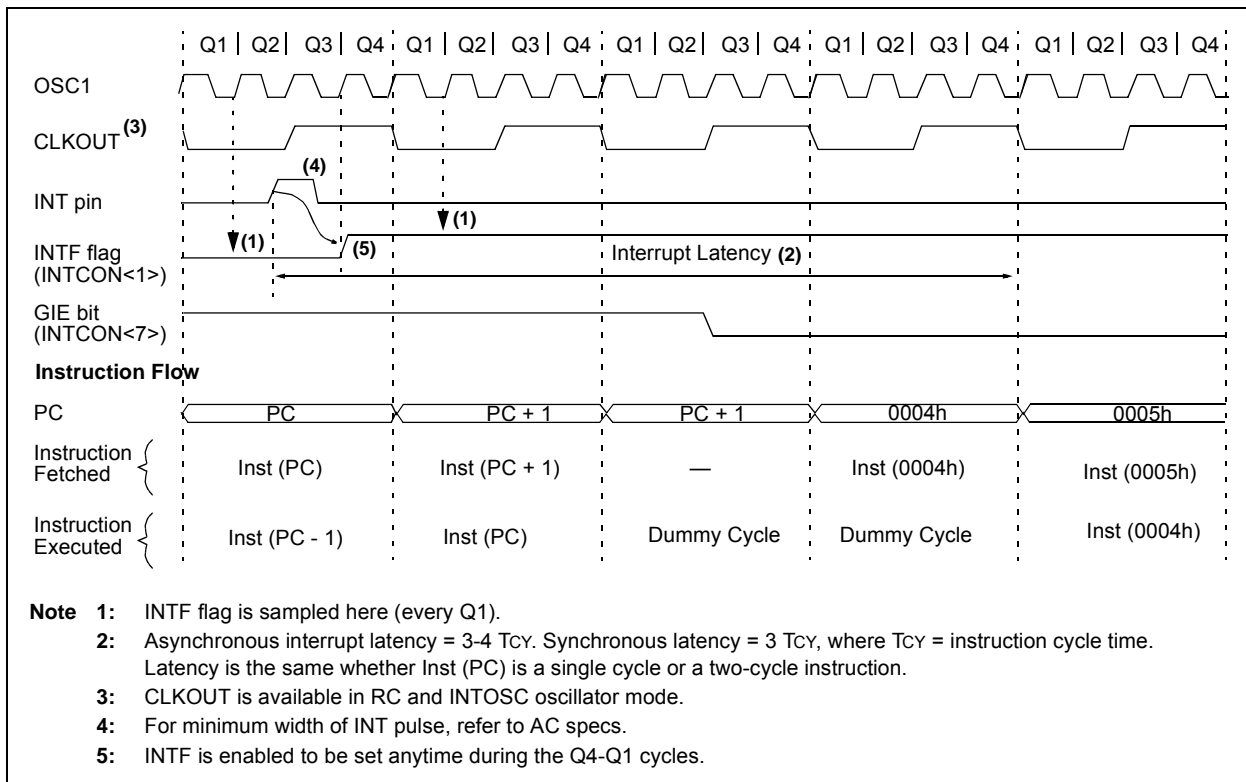 Q1 Q2 Q3 Q4 Q1 Q2 Q3 Q4 Q1 Q2 Q3 Q4 Q1 Q2 Q3 Q4 Q1 Q2 Q3 Q4
OSC1
CLKOUT (3)
(4)
INT pin
(1)
(1)
(5)
INTF flag
(INTCON<1>)
Interrupt Latency (2)
GIE bit
(INTCON<7>)
Instruction Flow
PC PC PC + 1 PC + 1 0004h 0005h
Instruction
Fetched
Inst (PC) Inst (PC + 1) — Inst (0004h) Inst (0005h)
Instruction
Executed
Inst (PC - 1) Inst (PC) Dummy Cycle Dummy Cycle Inst (0004h)
Note 1: INTF flag is sampled here (every Q1).
2: Asynchronous interrupt latency = 3-4 TCY. Synchronous latency = 3 TCY, where TCY = instruction cycle time.
Latency is the same whether Inst (PC) is a single cycle or a two-cycle instruction.
3: CLKOUT is available in RC and INTOSC oscillator mode.
4: For minimum width of INT pulse, refer to AC specs.
5: INTF is enabled to be set anytime during the Q4-Q1 cycles.